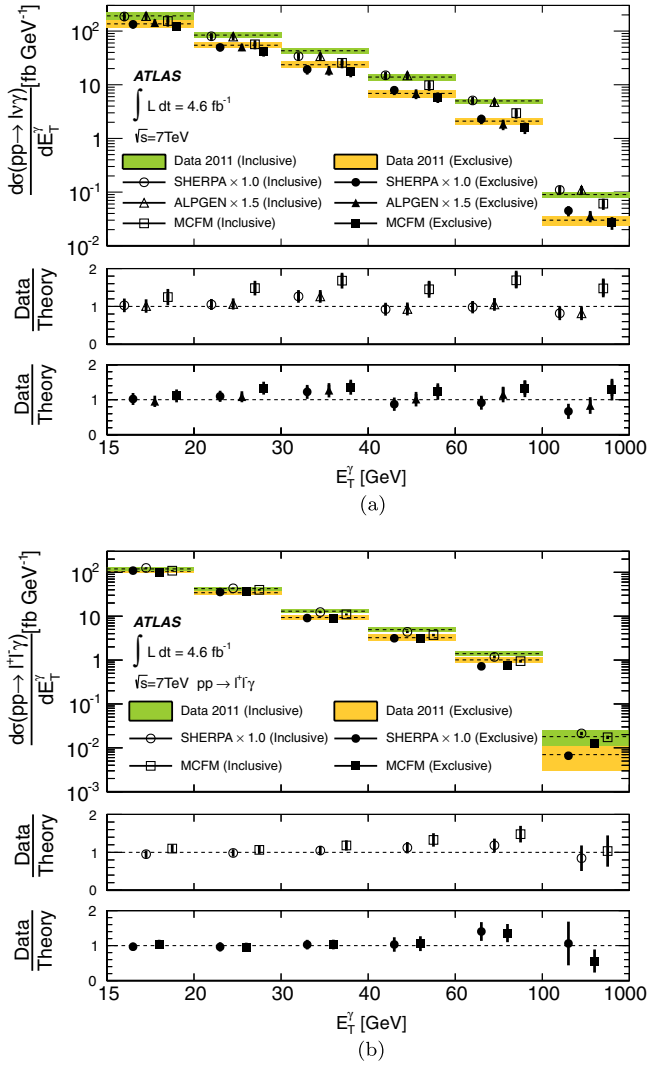 dσ(pp→ lνγ)
dE_T^γ
[fb GeV⁻¹]
10²
10
1
10⁻¹
10⁻²
ATLAS
∫ L dt = 4.6 fb⁻¹
√s=7TeV
Data 2011 (Inclusive)
Data 2011 (Exclusive)
SHERPA × 1.0 (Inclusive)
SHERPA × 1.0 (Exclusive)
ALPGEN × 1.5 (Inclusive)
ALPGEN × 1.5 (Exclusive)
MCFM (Inclusive)
MCFM (Exclusive)
Data
Theory
2
1
0
Data
Theory
2
1
0
15 20 30 40 60 100 1000
E_T^γ [GeV]
(a)
dσ(pp→ l⁺l⁻γ)
dE_T^γ
[fb GeV⁻¹]
10²
10
1
10⁻¹
10⁻²
10⁻³
ATLAS
∫ L dt = 4.6 fb⁻¹
√s=7TeV pp → l⁺l⁻γ
Data 2011 (Inclusive)
Data 2011 (Exclusive)
SHERPA × 1.0 (Inclusive)
SHERPA × 1.0 (Exclusive)
MCFM (Inclusive)
MCFM (Exclusive)
Data
Theory
2
1
0
Data
Theory
2
1
0
15 20 30 40 60 100 1000
E_T^γ [GeV]
(b)